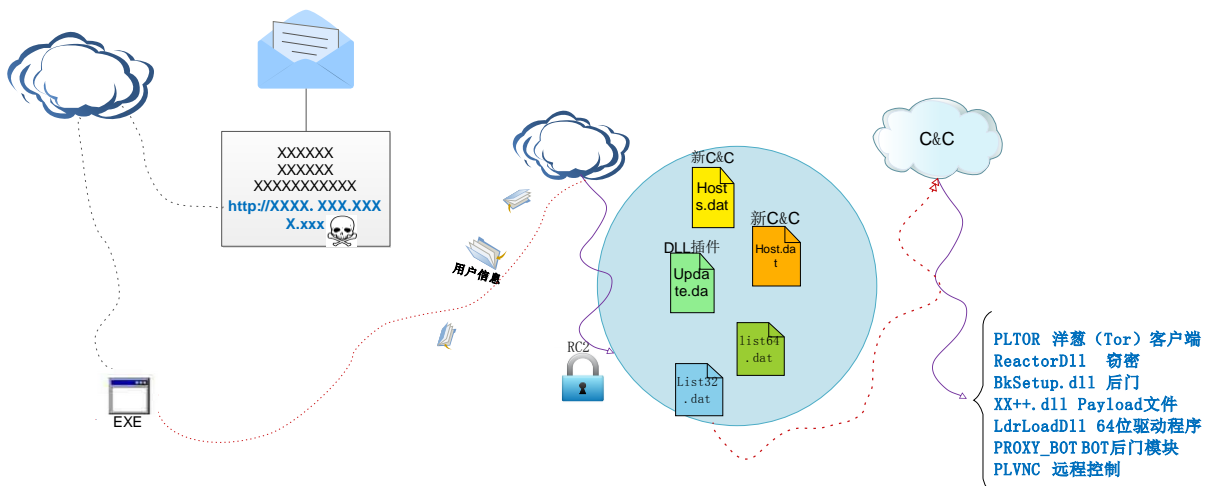 XXXXXX
XXXXXX
XXXXXXXXXXX
http://XXXX. XXX.XXX
X.xxx
用户信息
EXE
RC2
新C&C
Host
s.dat
新C&C
Host.da
t
DLL插件
Upda
te.da
list64
.dat
List32
.dat
C&C
PLTOR 洋葱（Tor）客户端
ReactorDll 窃密
BkSetup.dll 后门
XX++.dll Payload文件
LdrLoadDll 64位驱动程序
PROXY_BOT BOT后门模块
PLVNC 远程控制